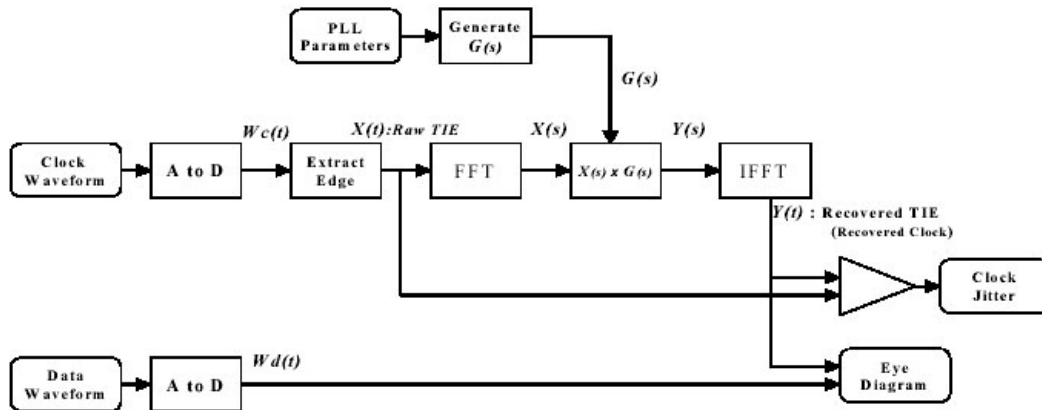 PLL
Parameters
Generate
G(s)
G(s)
Wc(t)
X(t):Raw TIE
X(s)
Y(s)
Clock
Waveform
A to D
Extract
Edge
FFT
X(s) x G(s)
IFFT
Y(t) : Recovered TIE
(Recovered Clock)
Clock
Jitter
Data
Waveform
A to D
Wd(t)
Eye
Diagram